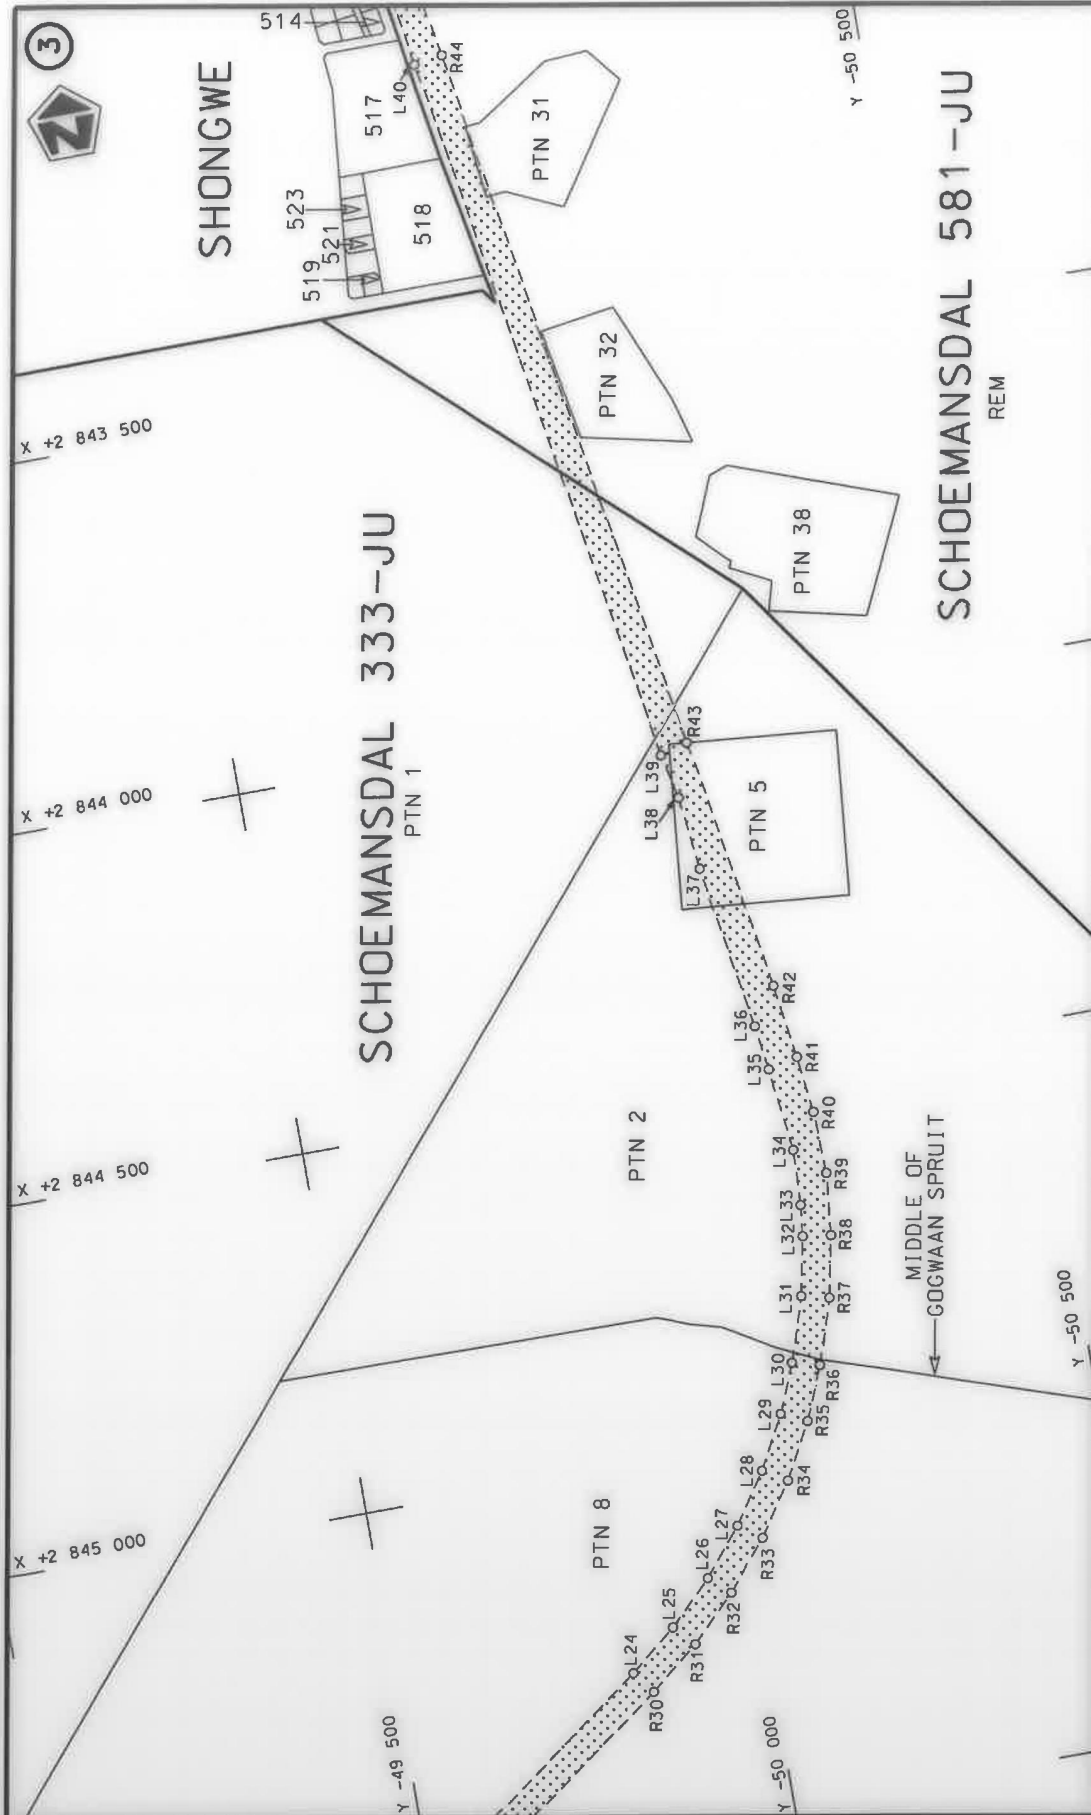 3
N
SHONGWE
514
517
518
523
521
519
L40
R44
PTN 31
Y -50 500
SCHOEMANSDAL 581-JU
REM
PTN 32
PTN 38
X +2 843 500
SCHOEMANSDAL 333-JU
PTN 1
X +2 844 000
L39
R43
L38
L37
PTN 5
L36
R42
L35
R41
R40
L34
R39
L33
L32
R38
L31
R37
PTN 2
X +2 844 500
MIDDLE OF
GOGWAAN SPRUIT
Y -50 500
L30
R36
L29
R35
L28
R34
L27
R33
L26
R32
L25
R31
L24
R30
PTN 8
X +2 845 000
Y -49 500
Y -50 000